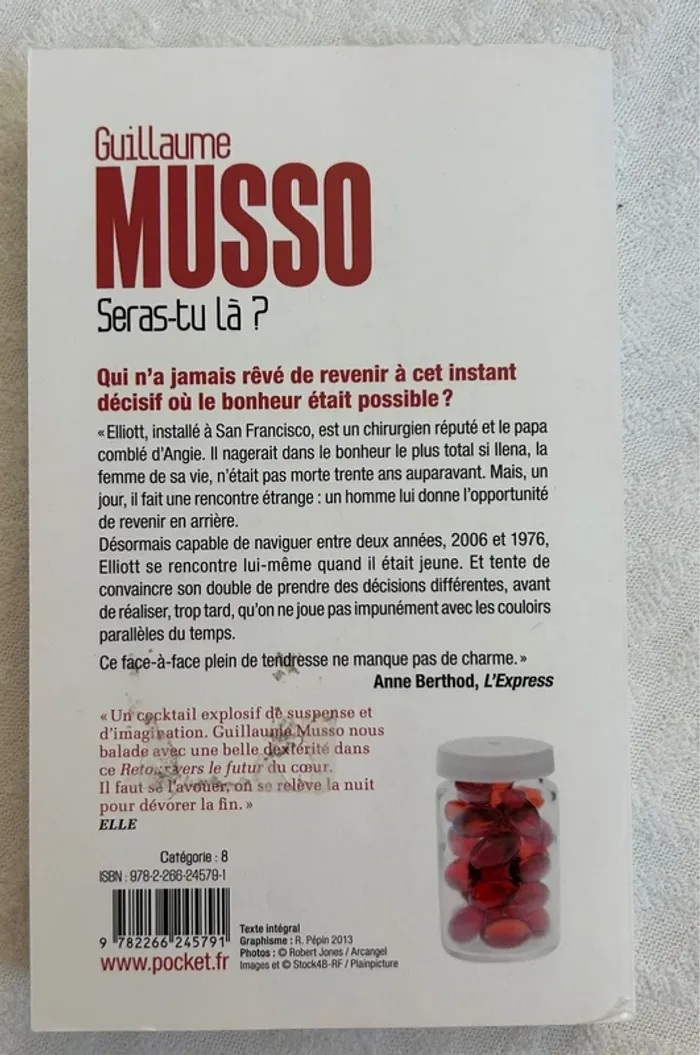 Guillaume
MUSSO
Seras-tu là ?
Qui n'a jamais rêvé de revenir à cet instant
décisif où le bonheur était possible ?
« Elliott, installé à San Francisco, est un chirurgien réputé et le papa
comblé d'Angie. Il nagerait dans le bonheur le plus total si Ilena, la
femme de sa vie, n'était pas morte trente ans auparavant. Mais, un
jour, il fait une rencontre étrange : un homme lui donne l'opportunité
de revenir en arrière.
Désormais capable de naviguer entre deux années, 2006 et 1976,
Elliott se rencontre lui-même quand il était jeune. Et tente de
convaincre son double de prendre des décisions différentes, avant
de réaliser, trop tard, qu'on ne joue pas impunément avec les couloirs
parallèles du temps.
Ce face-à-face plein de tendresse ne manque pas de charme. »
Anne Berthod, L'Express
« Un cocktail explosif de suspense et
d'imagination. Guillaume Musso nous
balade avec une belle dextérité dans
ce Retour vers le futur du cœur.
Il faut se l'avouer, on se relève la nuit
pour dévorer la fin. »
ELLE
Catégorie : 8
ISBN : 978-2-266-24579-1
9 782266 245791
www.pocket.fr
Texte intégral
Graphisme : R. Pépin 2013
Photos : © Robert Jones / Arcangel
Images et © Stock4B-RF / Plainpicture